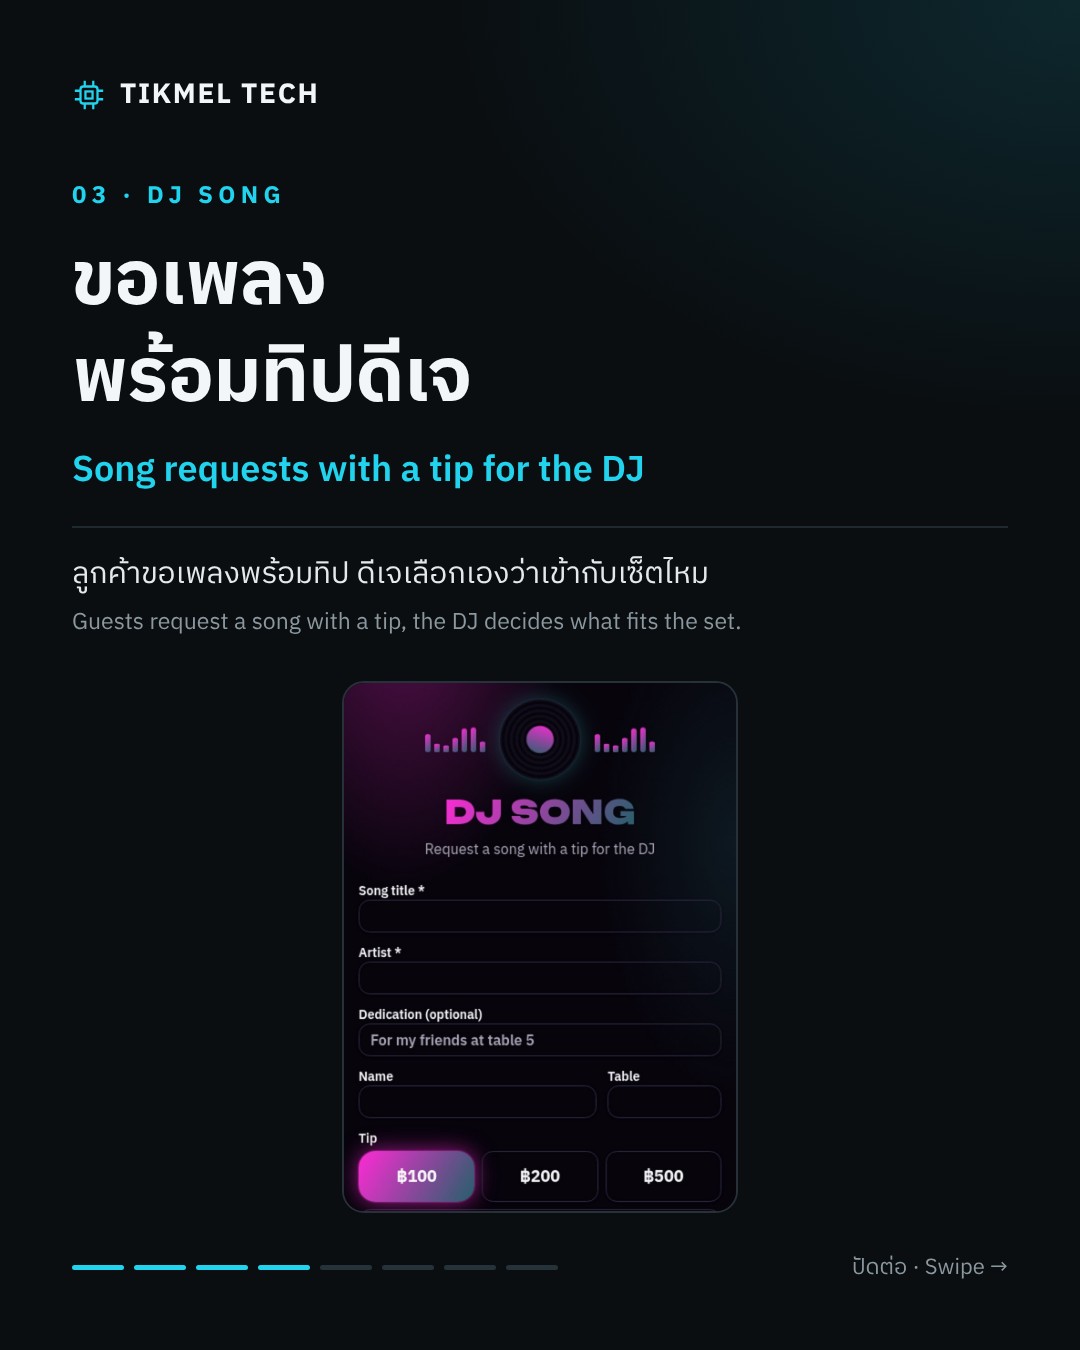 TIKMEL TECH
03 · DJ SONG
ขอเพลง
พร้อมทิปดีเจ
Song requests with a tip for the DJ
ลูกค้าขอเพลงพร้อมทิป ดีเจเลือกเองว่าเข้ากับเซ็ตไหม
Guests request a song with a tip, the DJ decides what fits the set.
DJ SONG
Request a song with a tip for the DJ
Song title *
Artist *
Dedication (optional)
For my friends at table 5
Name Table
Tip
฿100 ฿200 ฿500
ปัดต่อ · Swipe →